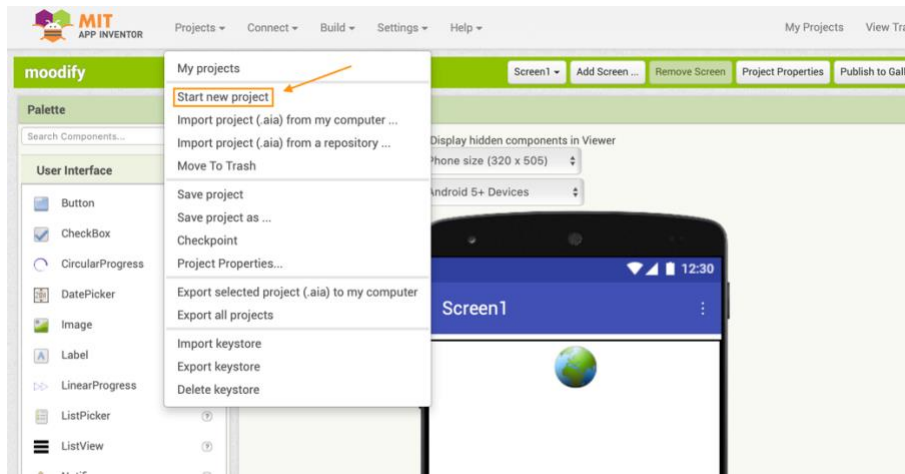 MIT
APP INVENTOR
Projects
Connect
Build
Settings
Help
My Projects
View Tra
moodify
Screen1
Add Screen ...
Remove Screen
Project Properties
Publish to Gall
Palette
Search Components...
User Interface
Button
CheckBox
CircularProgress
DatePicker
Image
Label
LinearProgress
ListPicker
ListView
My projects
Start new project
Import project (.aia) from my computer ...
Import project (.aia) from a repository ...
Move To Trash
Save project
Save project as ...
Checkpoint
Project Properties...
Export selected project (.aia) to my computer
Export all projects
Import keystore
Export keystore
Delete keystore
Display hidden components in Viewer
Phone size (320 x 505)
Android 5+ Devices
12:30
Screen1